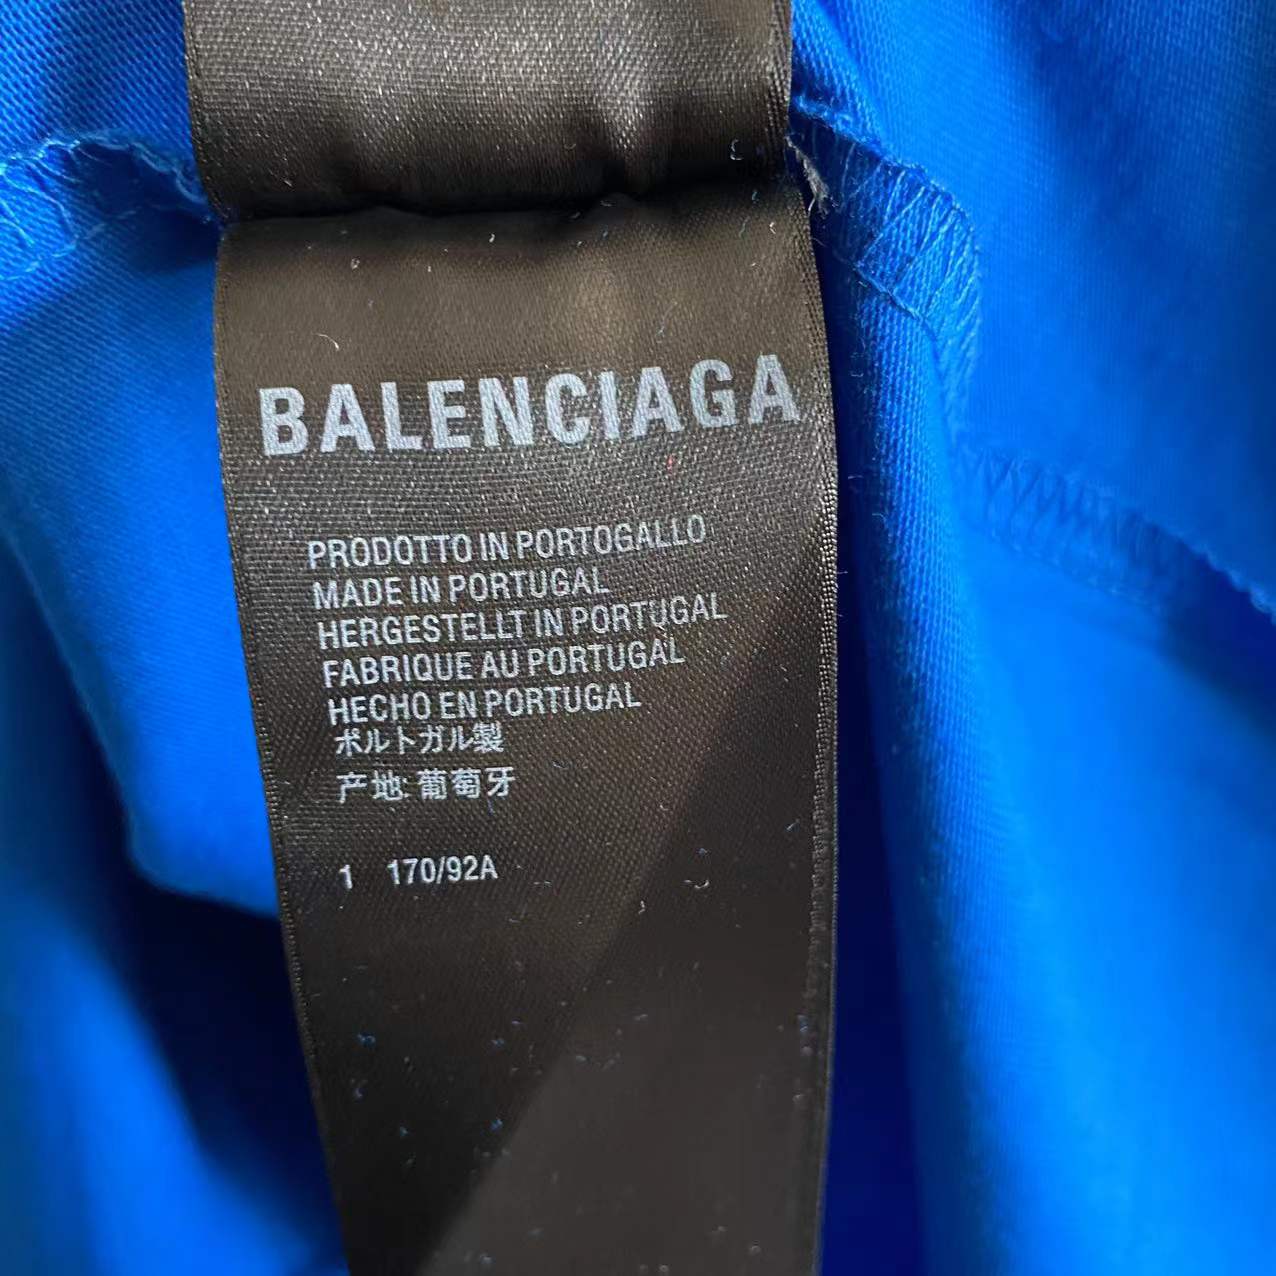 BALENCIAGA
PRODOTTO IN PORTOGALLO
MADE IN PORTUGAL
HERGESTELLT IN PORTUGAL
FABRIQUE AU PORTUGAL
HECHO EN PORTUGAL
ポルトガル製
产地: 葡萄牙
1 170/92A